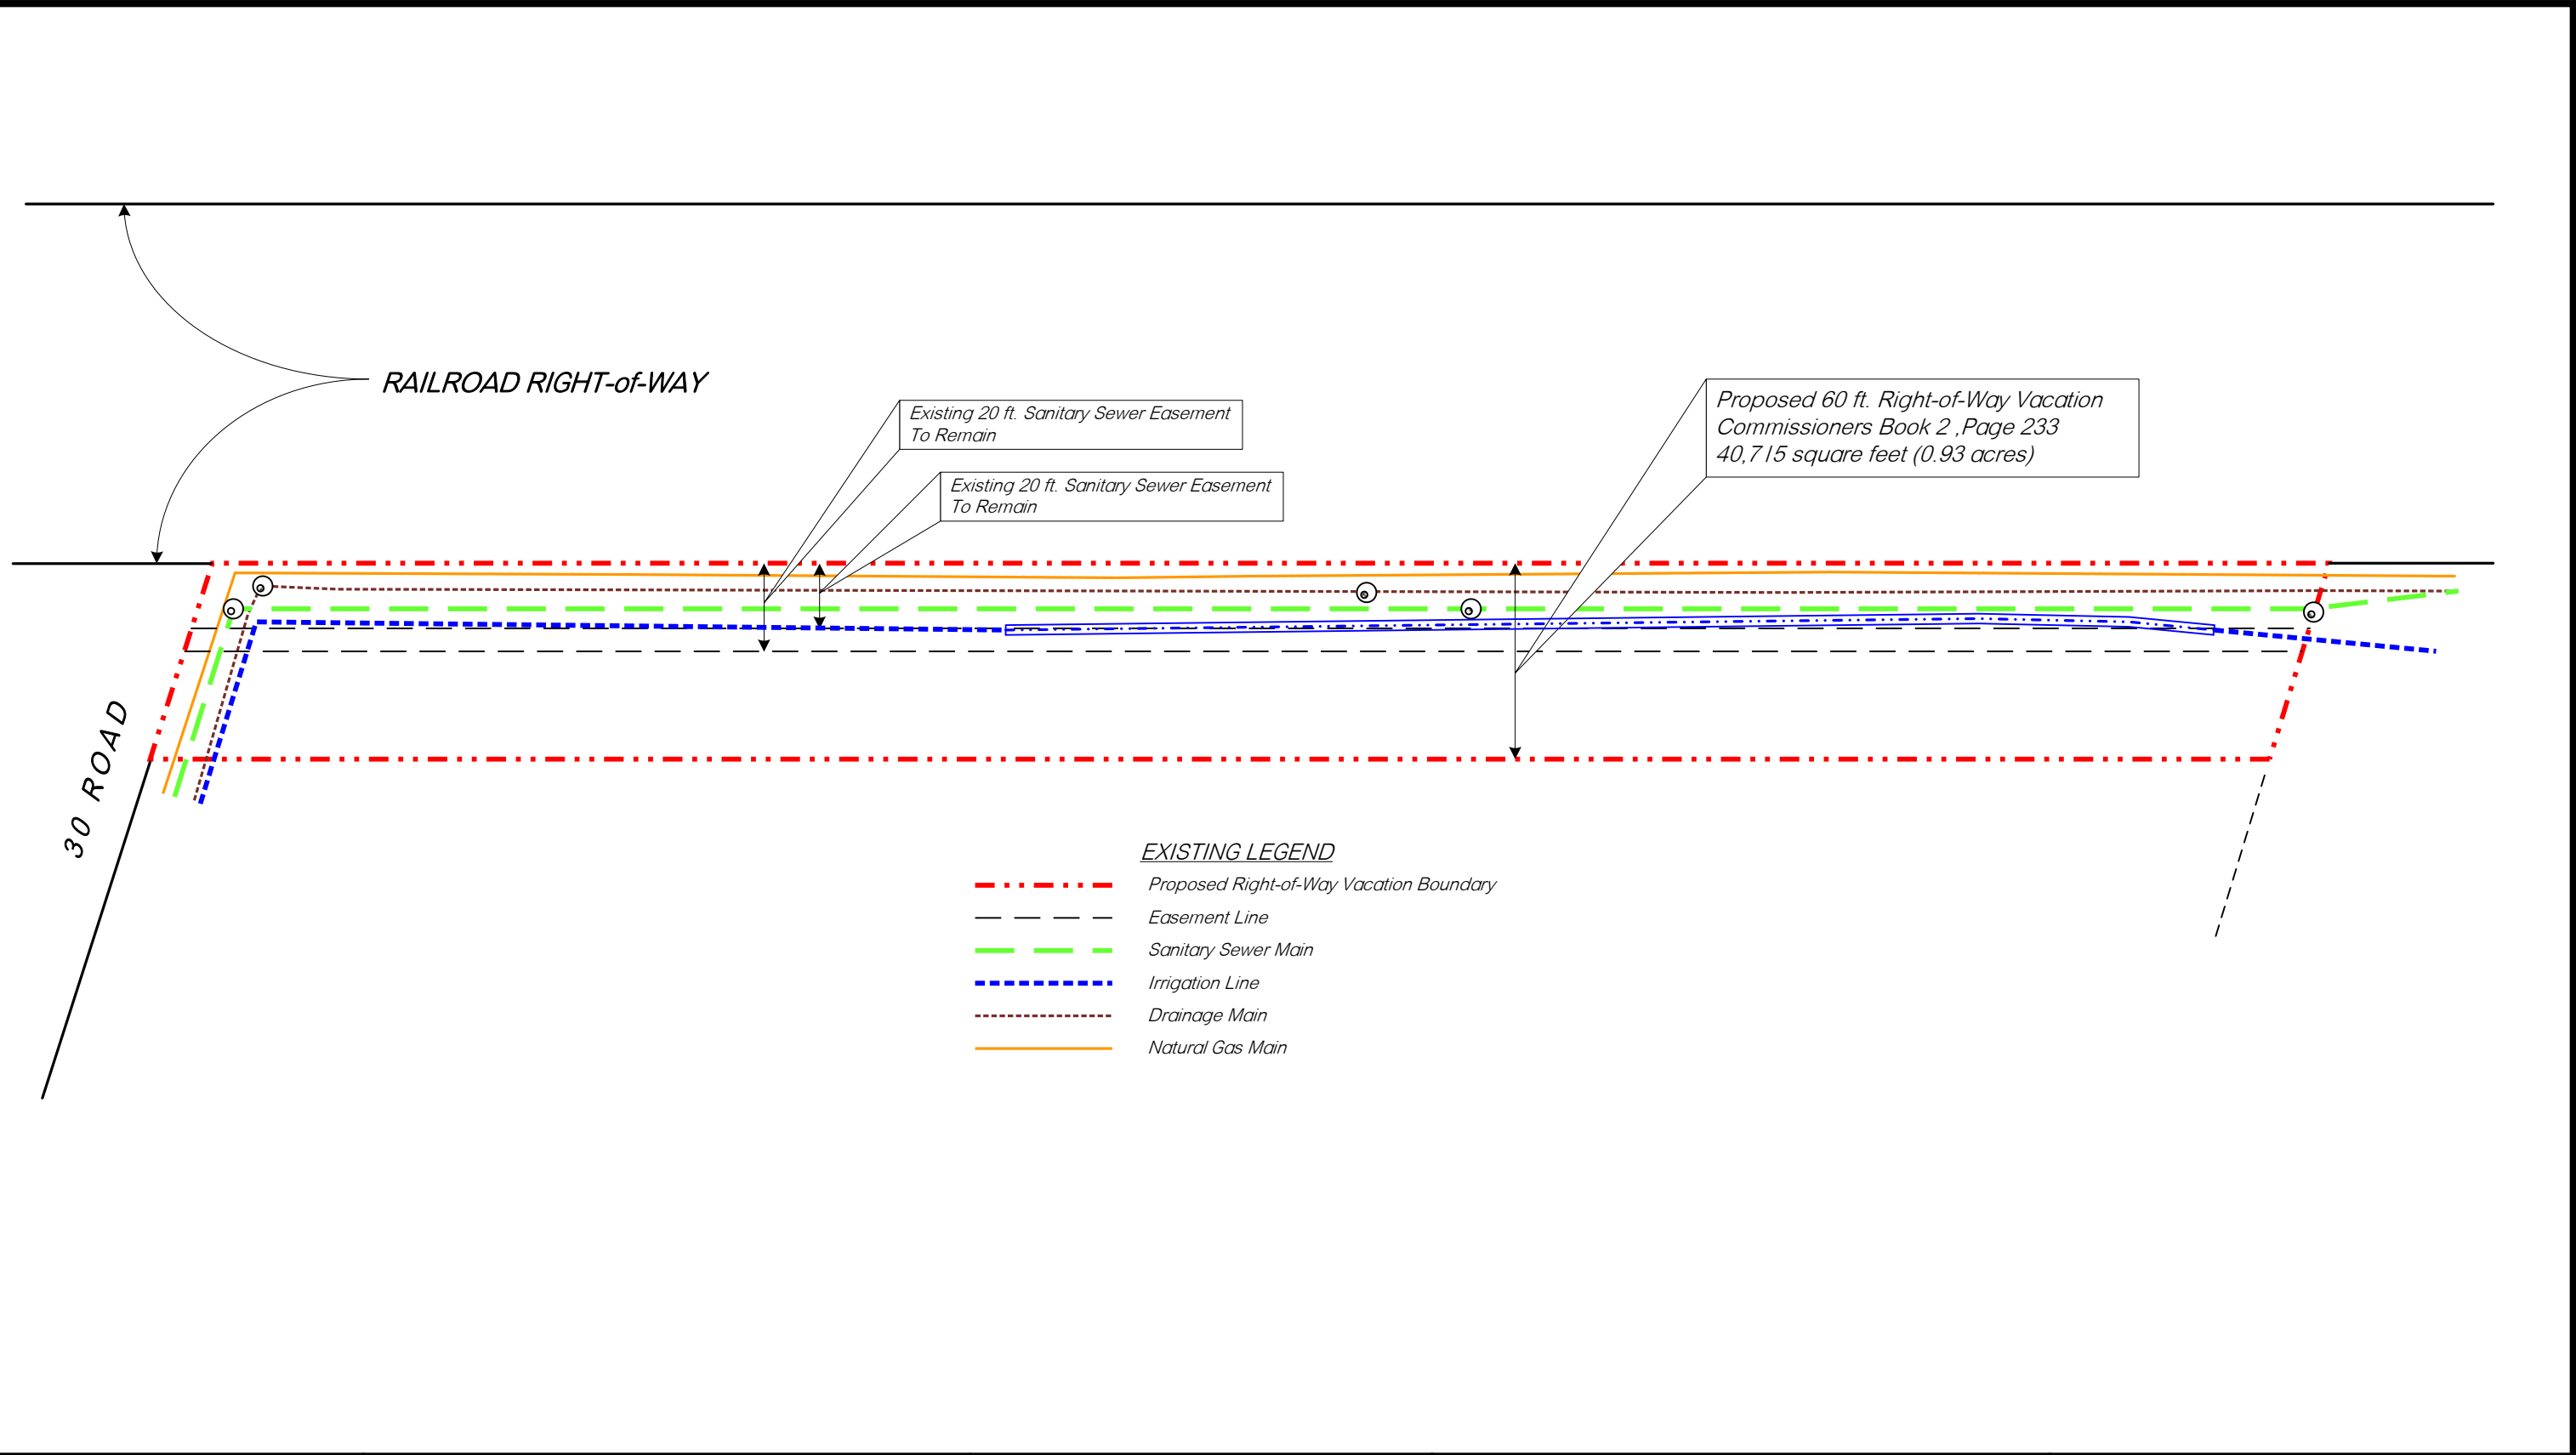 RAILROAD RIGHT-of-WAY
Existing 20 ft. Sanitary Sewer Easement
To Remain
Existing 20 ft. Sanitary Sewer Easement
To Remain
Proposed 60 ft. Right-of-Way Vacation
Commissioners Book 2 ,Page 233
40,715 square feet (0.93 acres)
30 ROAD
EXISTING LEGEND
Proposed Right-of-Way Vacation Boundary
Easement Line
Sanitary Sewer Main
Irrigation Line
Drainage Main
Natural Gas Main